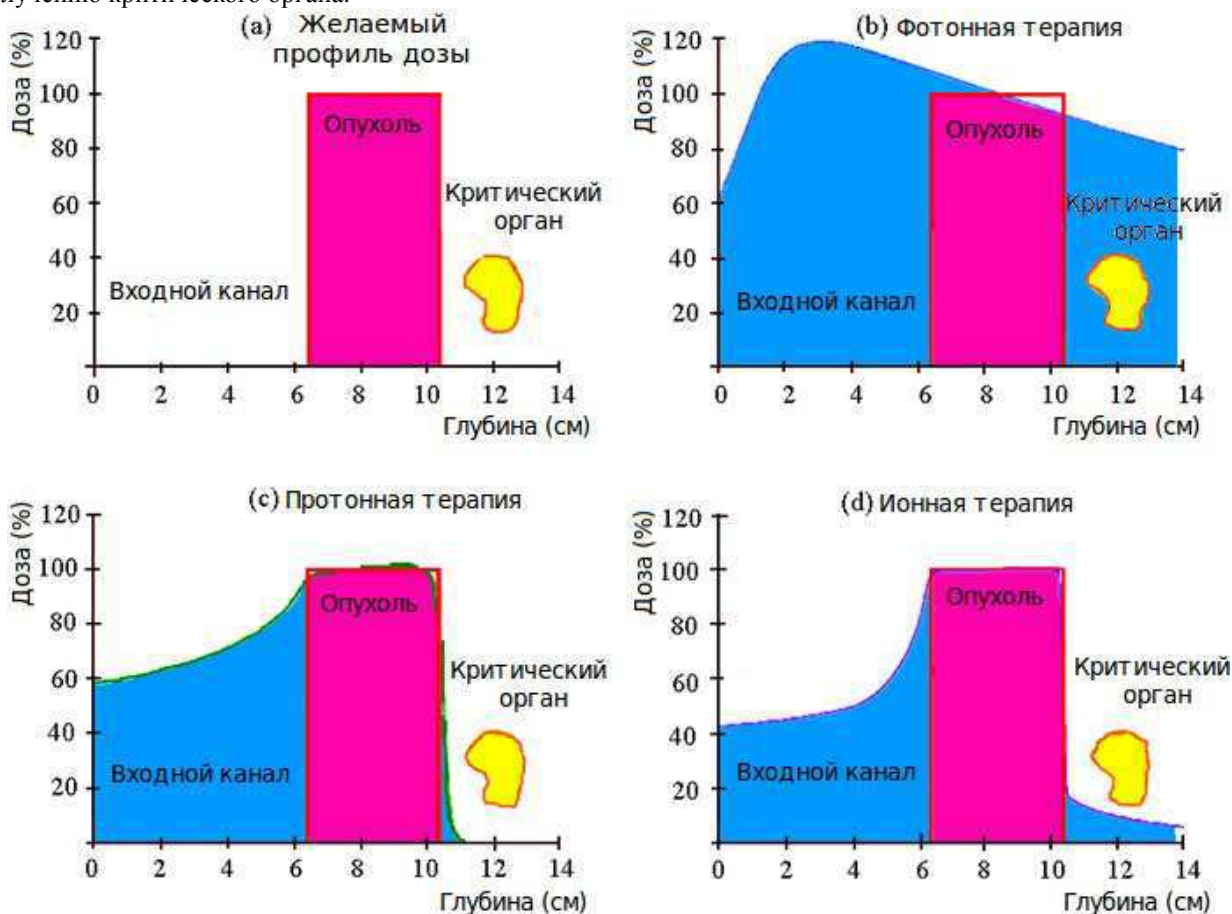 лучению критического органа.
(a) Желаемый
профиль дозы
Доза (%)
120
100
80
60
40
20
Опухоль
Критический
орган
Входной канал
0 2 4 6 8 10 12 14
Глубина (см)
(b) Фотонная терапия
Доза (%)
120
100
80
60
40
20
Опухоль
Критический
орган
Входной канал
0 2 4 6 8 10 12 14
Глубина (см)
(c) Протонная терапия
Доза (%)
120
100
80
60
40
20
Опухоль
Критический
орган
Входной канал
0 2 4 6 8 10 12 14
Глубина (см)
(d) Ионная терапия
Доза (%)
120
100
80
60
40
20
Опухоль
Критический
орган
Входной канал
0 2 4 6 8 10 12 14
Глубина (см)